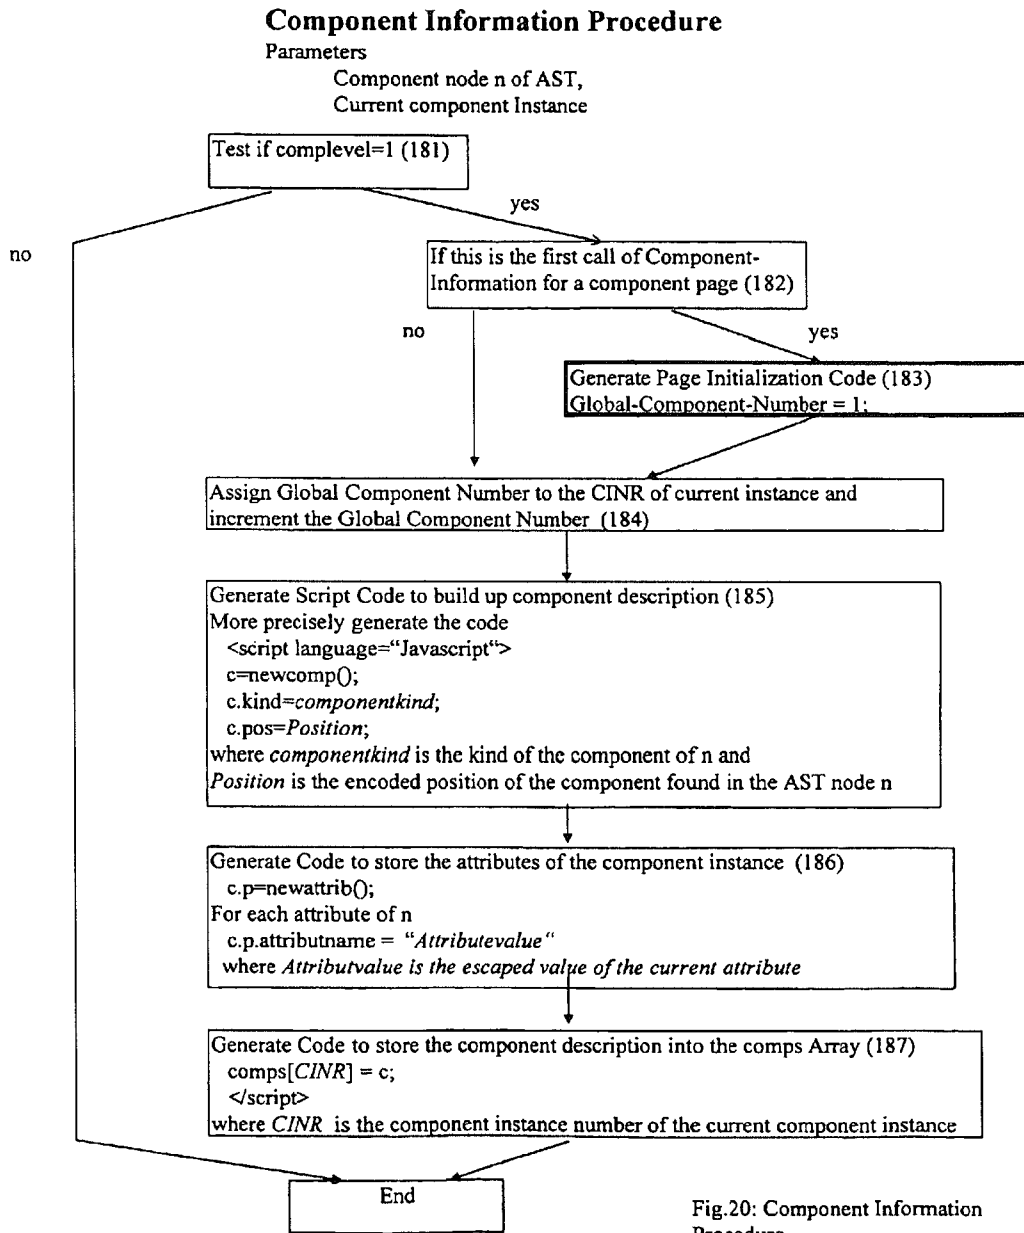 Component Information Procedure
Parameters
Component node n of AST,
Current component Instance
Test if complevel=1 (181)
yes
no
If this is the first call of Component-
Information for a component page (182)
no
yes
Generate Page Initialization Code (183)
Global-Component-Number = 1;
Assign Global Component Number to the CINR of current instance and
increment the Global Component Number (184)
Generate Script Code to build up component description (185)
More precisely generate the code
<script language=“Javascript“>
c=newcomp();
c.kind=componentkind;
c.pos=Position;
where componentkind is the kind of the component of n and
Position is the encoded position of the component found in the AST node n
Generate Code to store the attributes of the component instance (186)
c.p=newattrib();
For each attribute of n
c.p.attributname = “Attributevalue“
where Attributvalue is the escaped value of the current attribute
Generate Code to store the component description into the comps Array (187)
comps[CINR] = c;
</script>
where CINR is the component instance number of the current component instance
End
Fig.20: Component Information
Procedure